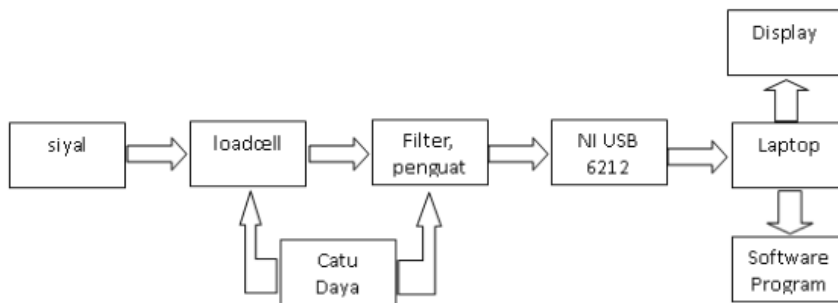 Display
siyal
loadcell
Filter,
penguat
NI USB
6212
Laptop
Catu
Daya
Software
Program